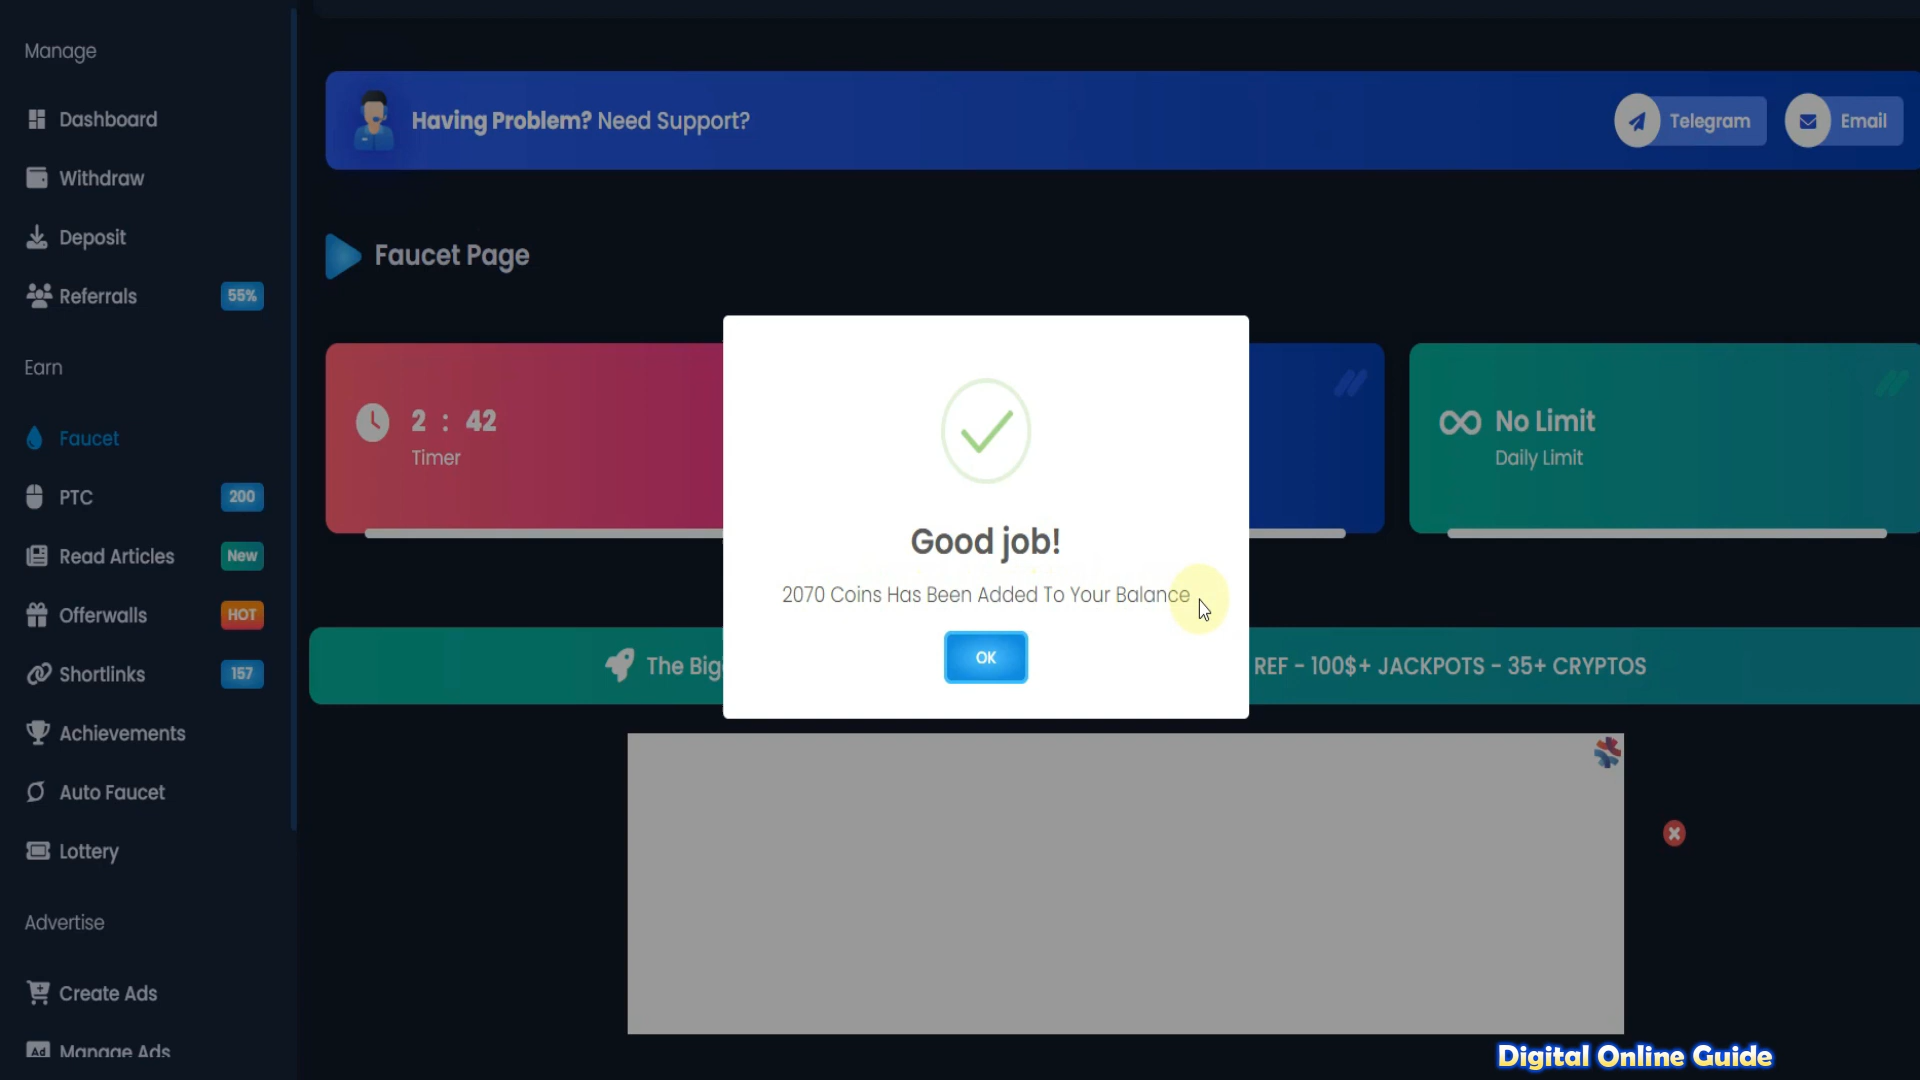 Manage
Dashboard
Withdraw
Deposit
Referrals 55%
Earn
Faucet
PTC 200
Read Articles New
Offerwalls HOT
Shortlinks 157
Achievements
Auto Faucet
Lottery
Advertise
Create Ads
Ad Manage Ads
Having Problem? Need Support?
Telegram
Email
Faucet Page
2 : 42
Timer
No Limit
Daily Limit
Good job!
2070 Coins Has Been Added To Your Balance
OK
The REF - 100$+ JACKPOTS - 35+ CRYPTOS
Digital Online Guide